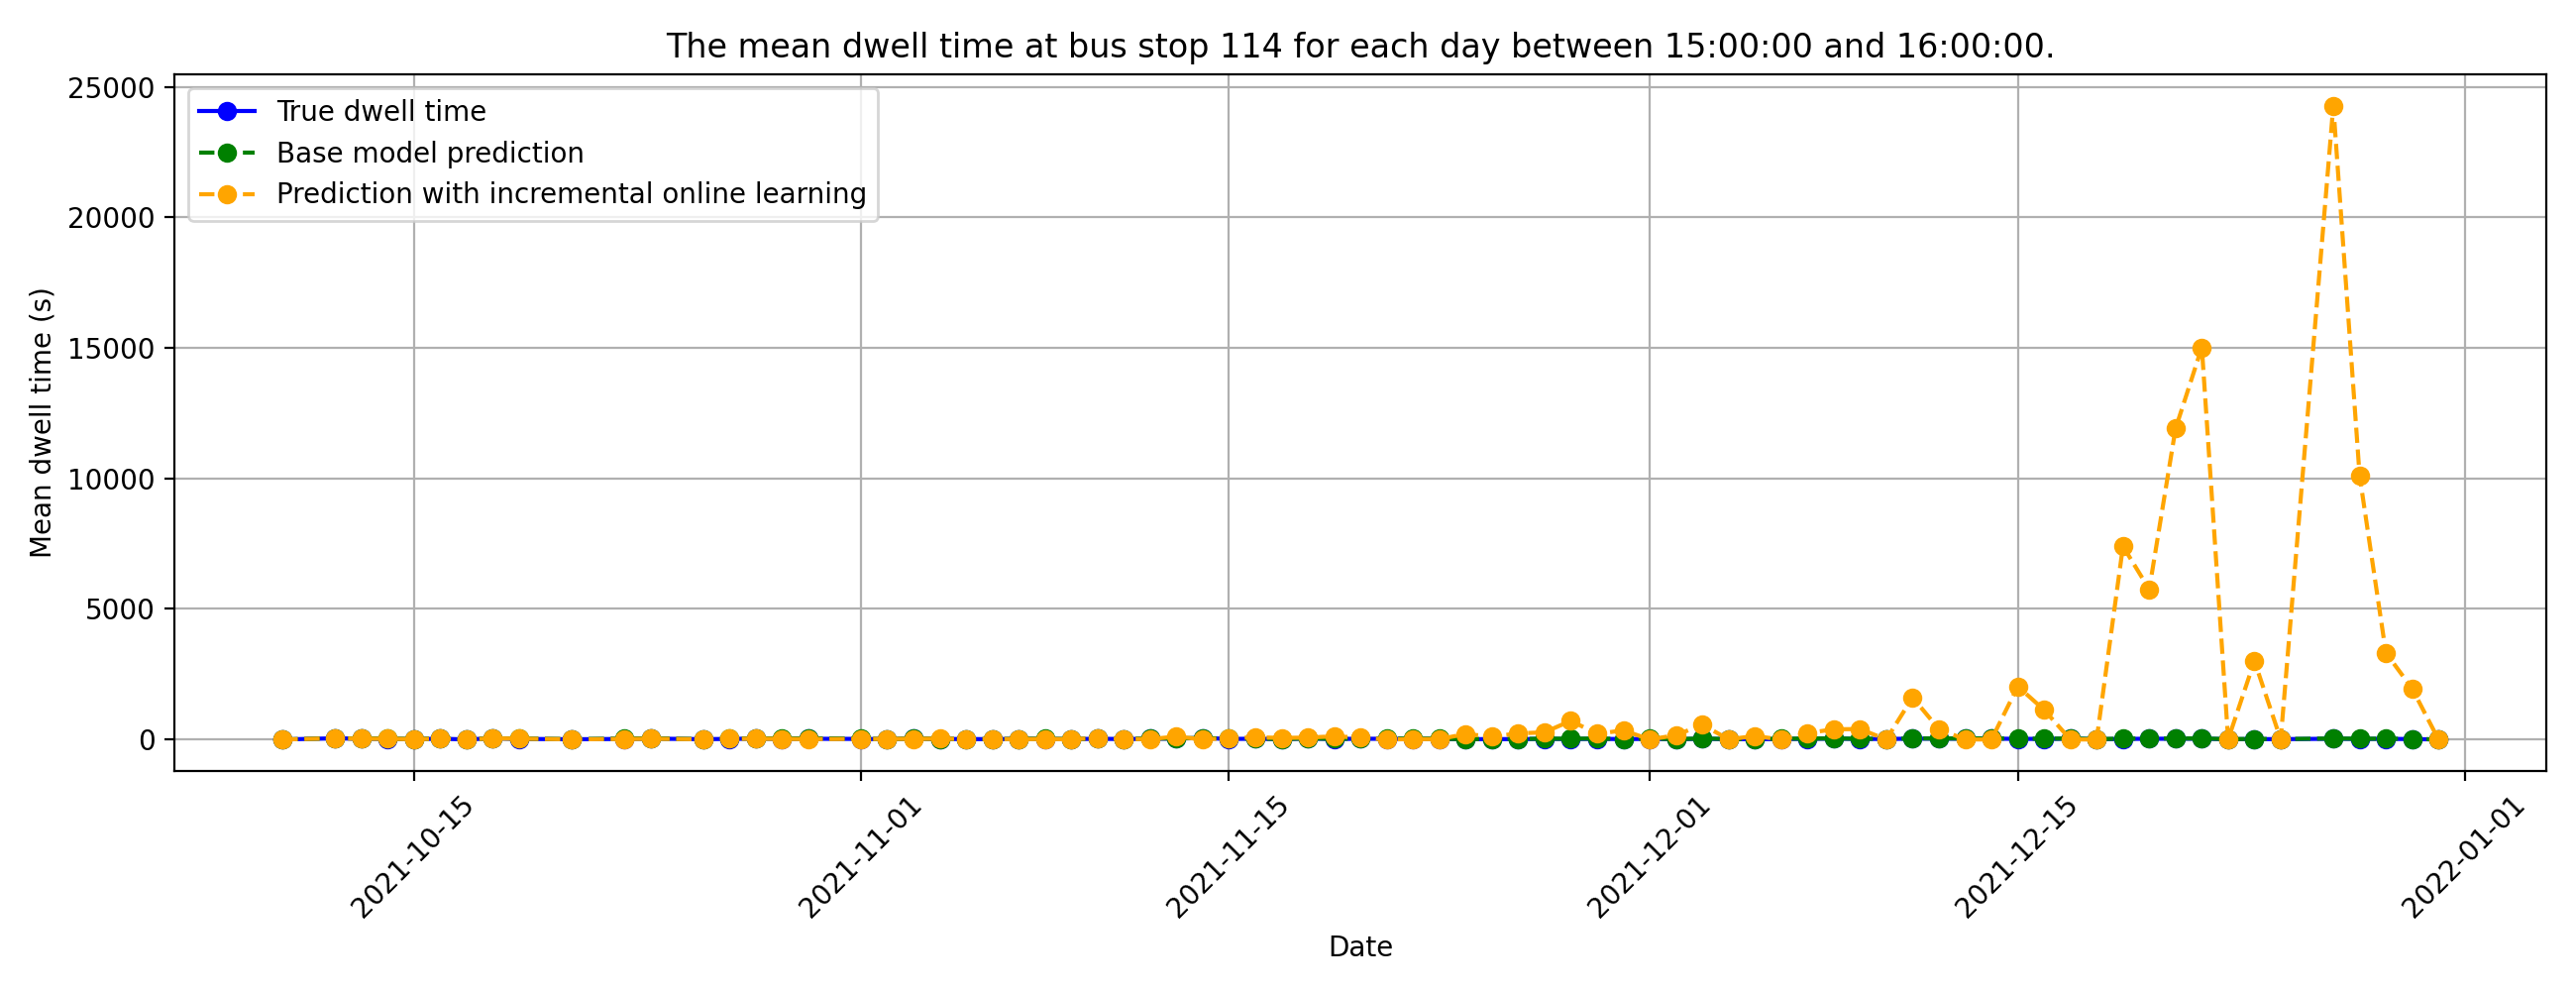 The mean dwell time at bus stop 114 for each day between 15:00:00 and 16:00:00.
25000
20000
15000
10000
5000
0
Mean dwell time (s)
True dwell time
Base model prediction
Prediction with incremental online learning
2021-10-15
2021-11-01
2021-11-15
2021-12-01
2021-12-15
2022-01-01
Date